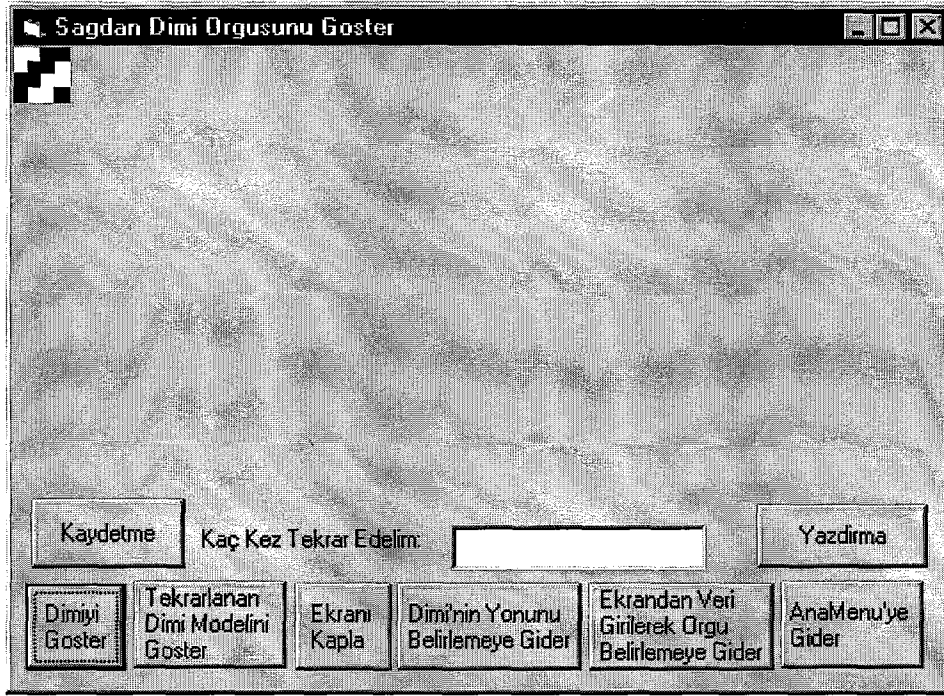 Sagdan Dimi Orgusunu Goster
Kaydetme
Kaç Kez Tekrar Edelim:
Yazdirma
Dimiyi
Goster
Tekrarlanan
Dimi Modelini
Goster
Ekranı
Kapla
Dimi'nin Yonunu
Belirlemeye Gider
Ekrandan Veri
Girilerek Orgu
Belirlemeye Gider
AnaMenu'ye
Gider